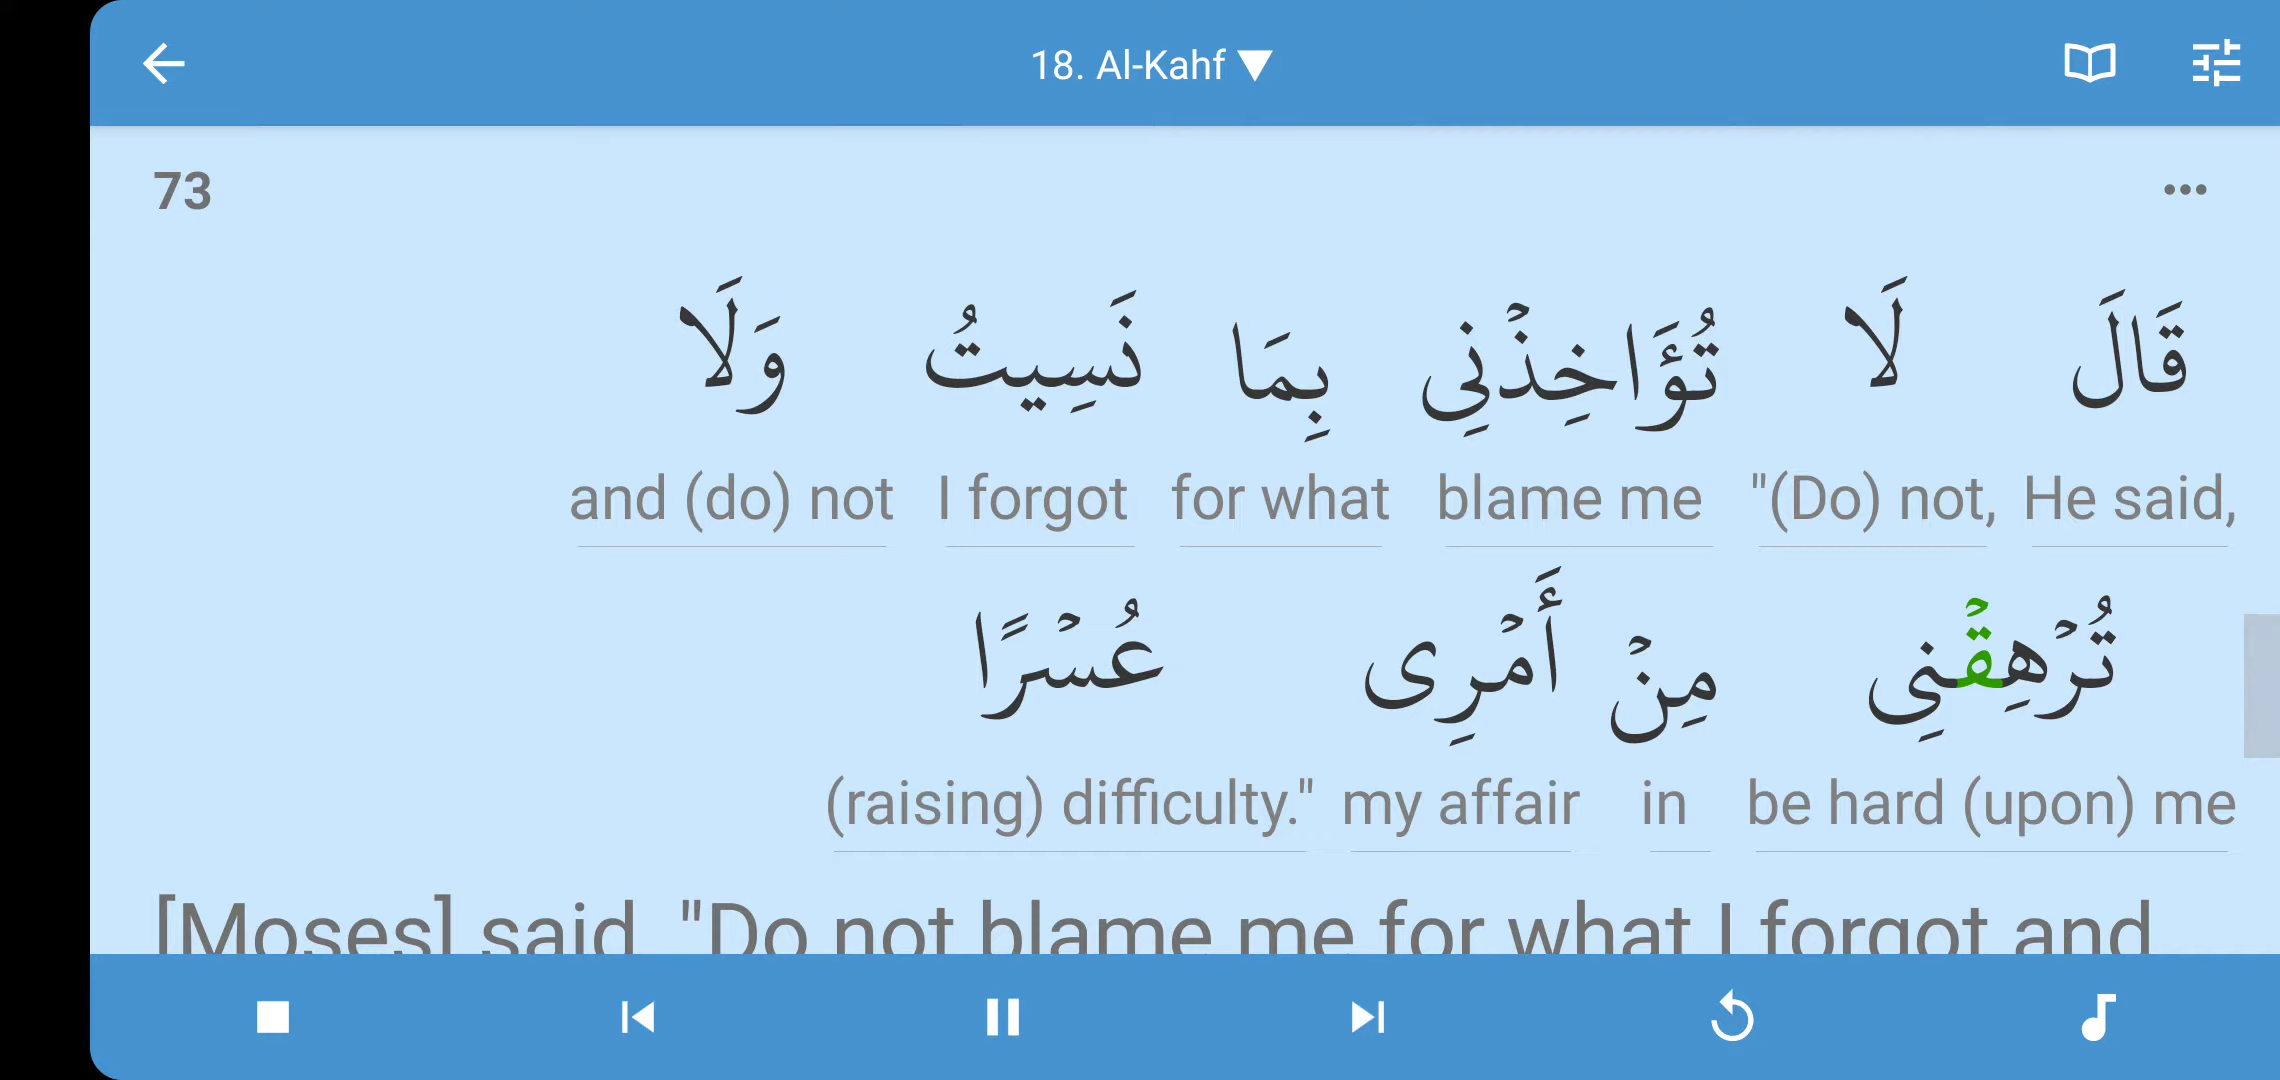 18. Al-Kahf
73
قَالَ لَا تُؤَاخِذۡنِى بِمَا نَسِيتُ وَلَا
He said, "(Do) not, blame me for what I forgot and (do) not
تُرۡهِقۡنِى مِنۡ أَمۡرِى عُسۡرًا
be hard (upon) me in my affair (raising) difficulty."
[Moses] said, "Do not blame me for what I forgot and